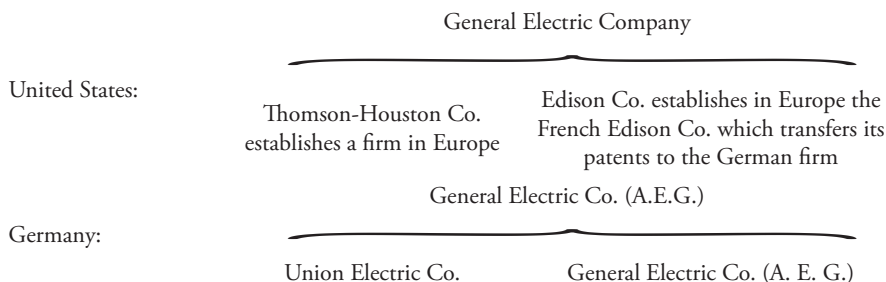 General Electric Company
United States:
Thomson-Houston Co.
establishes a firm in Europe
Edison Co. establishes in Europe the
French Edison Co. which transfers its
patents to the German firm
General Electric Co. (A.E.G.)
Germany:
Union Electric Co.
General Electric Co. (A. E. G.)